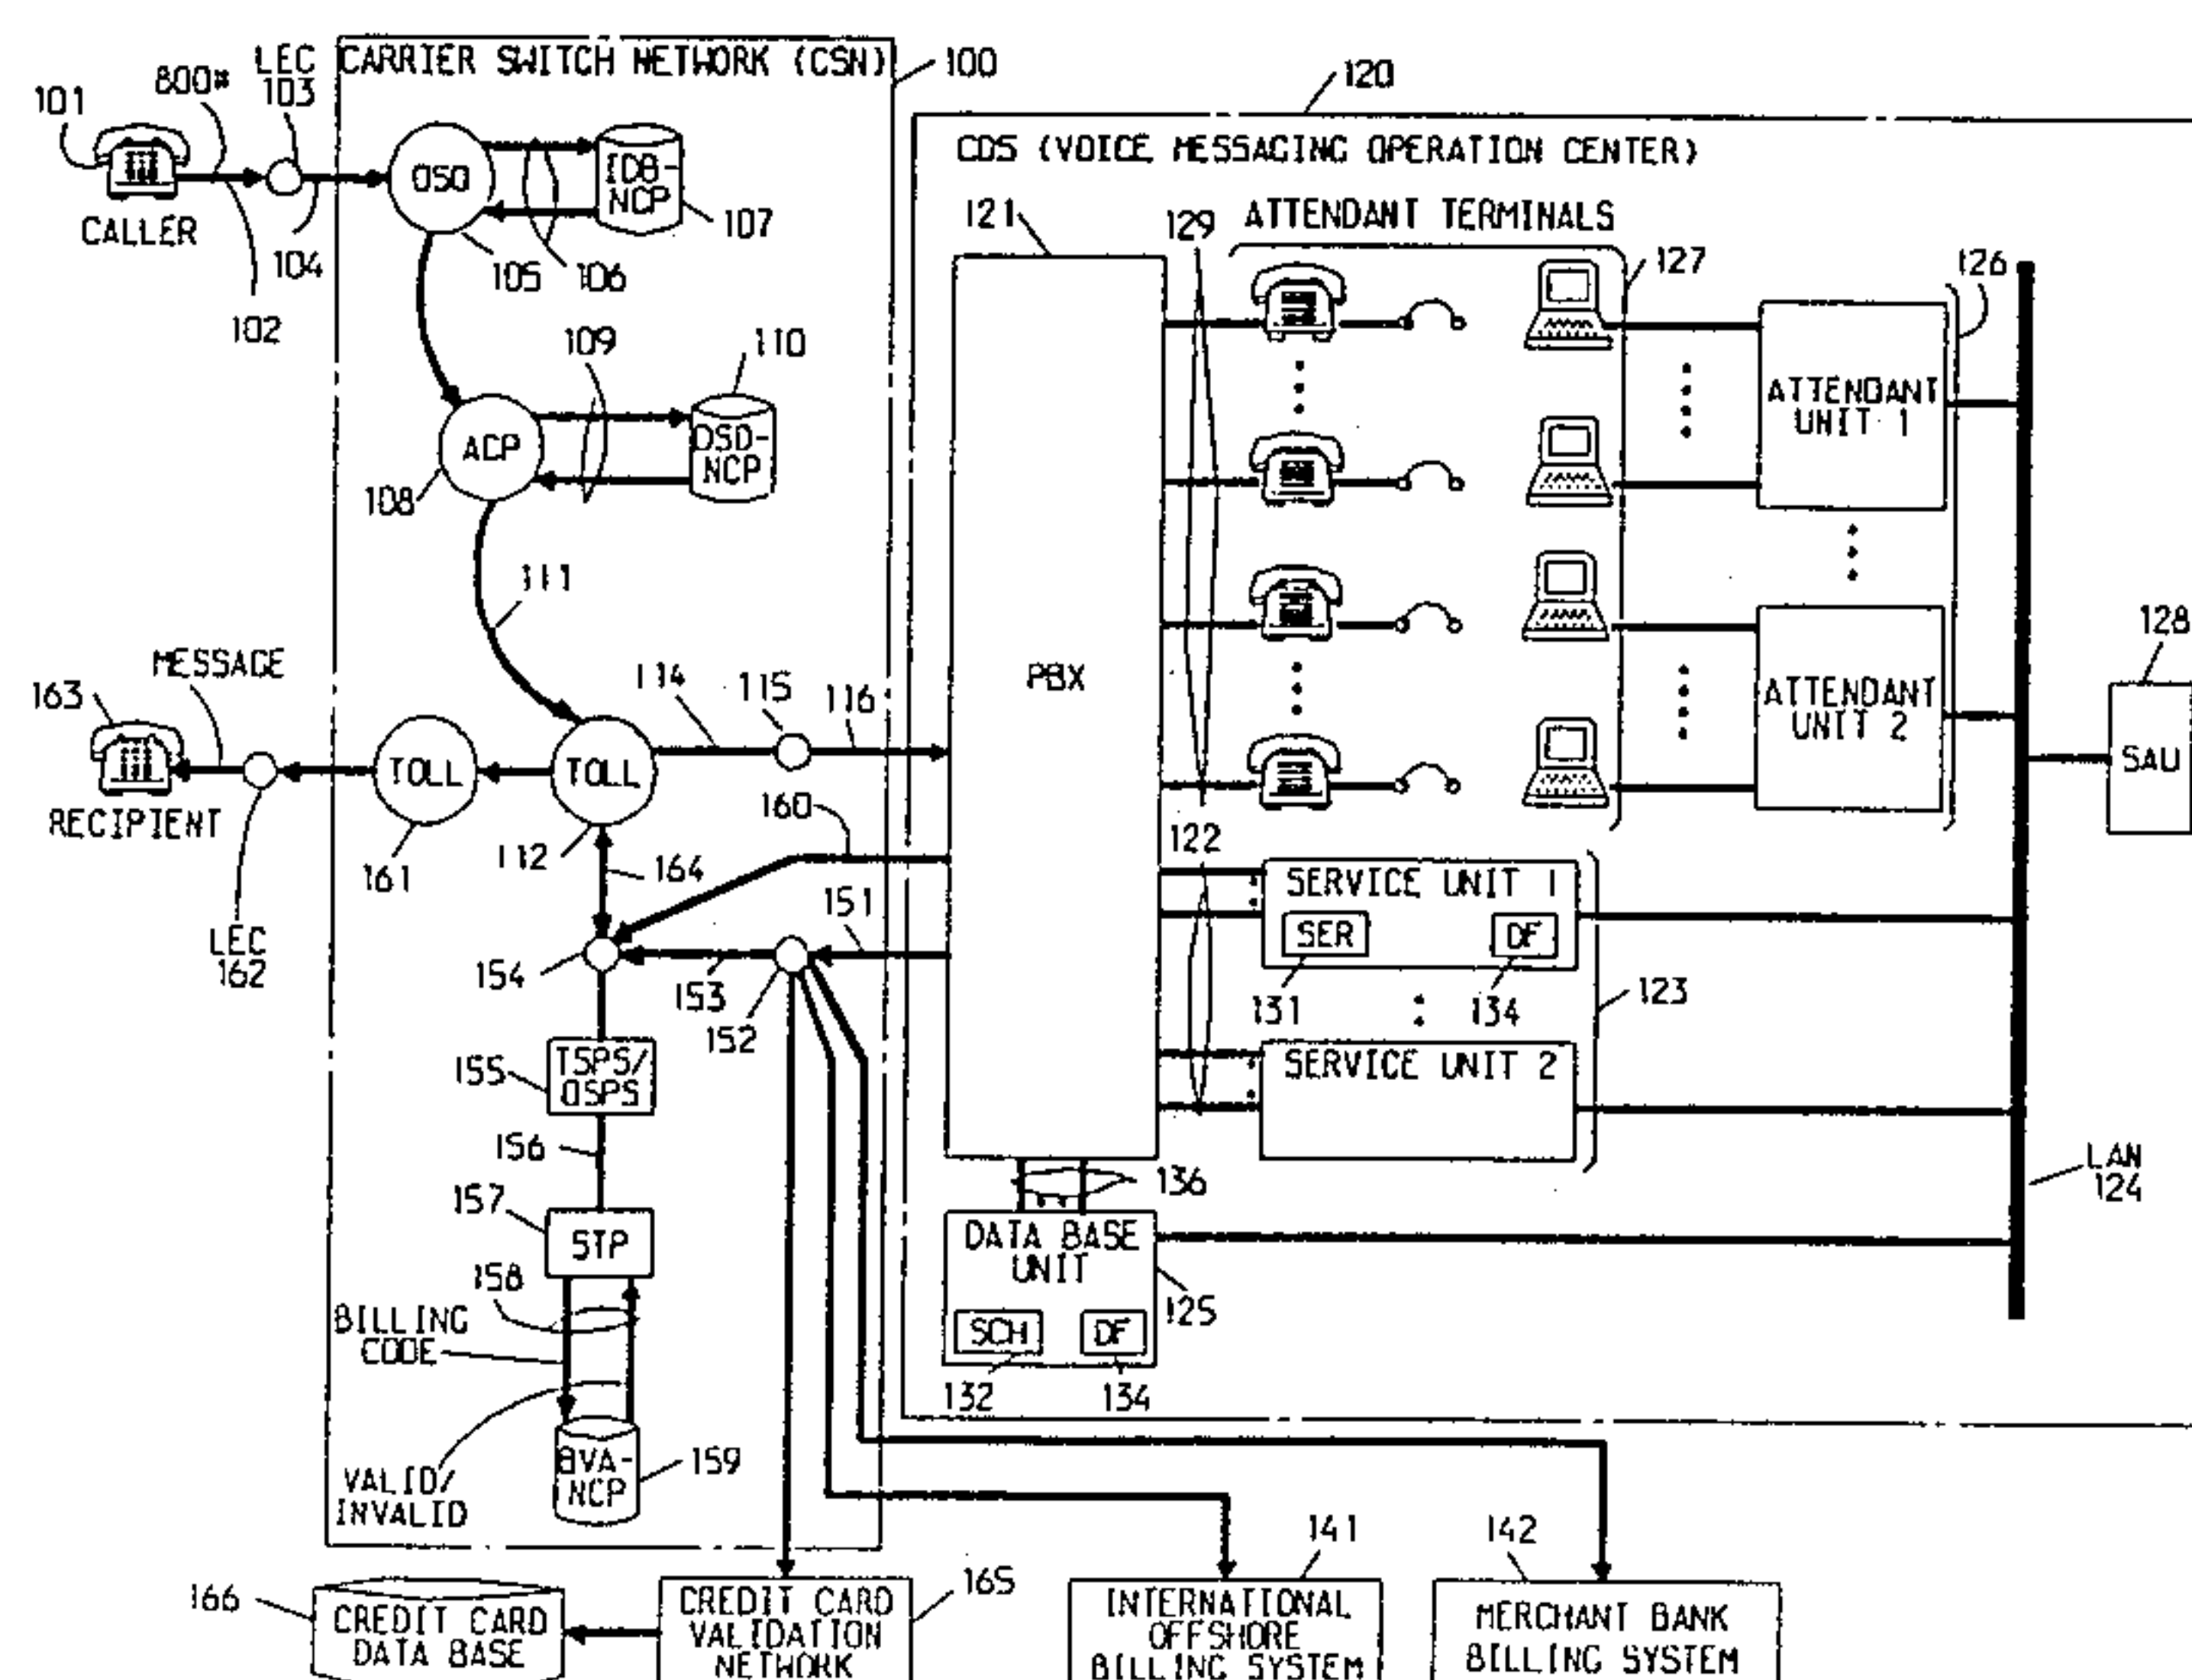 LEC
103
CARRIER SWITCH NETWORK (CSN)
100
120
101
800#
CDS (VOICE MESSAGING OPERATION CENTER)
OSO
IDB-
NCP
107
CALLER
104
102
105
106
121
129
ATTENDANT TERMINALS
127
126
109
110
ACP
DSD-
NCP
108
ATTENDANT
UNIT 1
111
PBX
MESSAGE
163
114
115
116
ATTENDANT
UNIT 2
128
SAU
TOLL
TOLL
RECIPIENT
161
112
160
164
122
LEC
162
151
154
153
152
SERVICE UNIT 1
SER
DF
131
134
123
TSPS/
OSPS
155
SERVICE UNIT 2
156
136
LAN
124
157
STP
DATA BASE
UNIT
125
158
BILLING
CODE
SCH
DF
132
134
BVA-
NCP
159
VALID/
INVALID
141
142
166
CREDIT CARD
DATA BASE
CREDIT CARD
VALIDATION
NETWORK
165
INTERNATIONAL
OFFSHORE
BILLING SYSTEM
MERCHANT BANK
BILLING SYSTEM